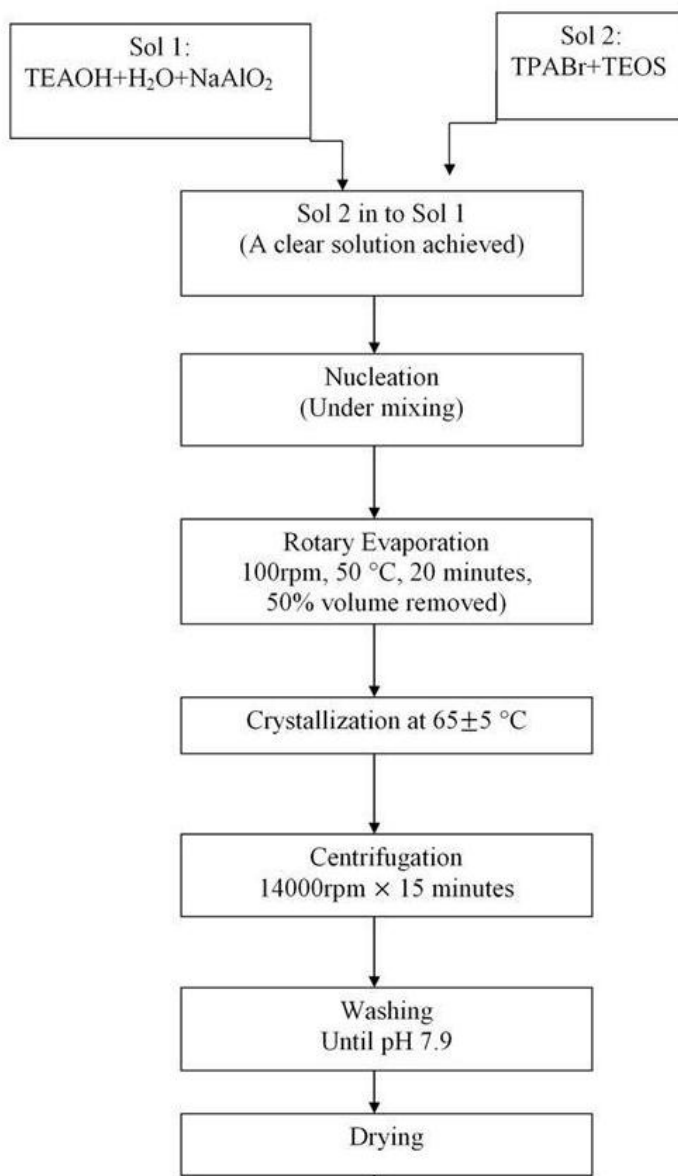 Sol 1:
TEAOH+H₂O+NaAlO₂
Sol 2:
TPABr+TEOS
Sol 2 in to Sol 1
(A clear solution achieved)
Nucleation
(Under mixing)
Rotary Evaporation
100rpm, 50 °C, 20 minutes,
50% volume removed)
Crystallization at 65±5 °C
Centrifugation
14000rpm × 15 minutes
Washing
Until pH 7.9
Drying